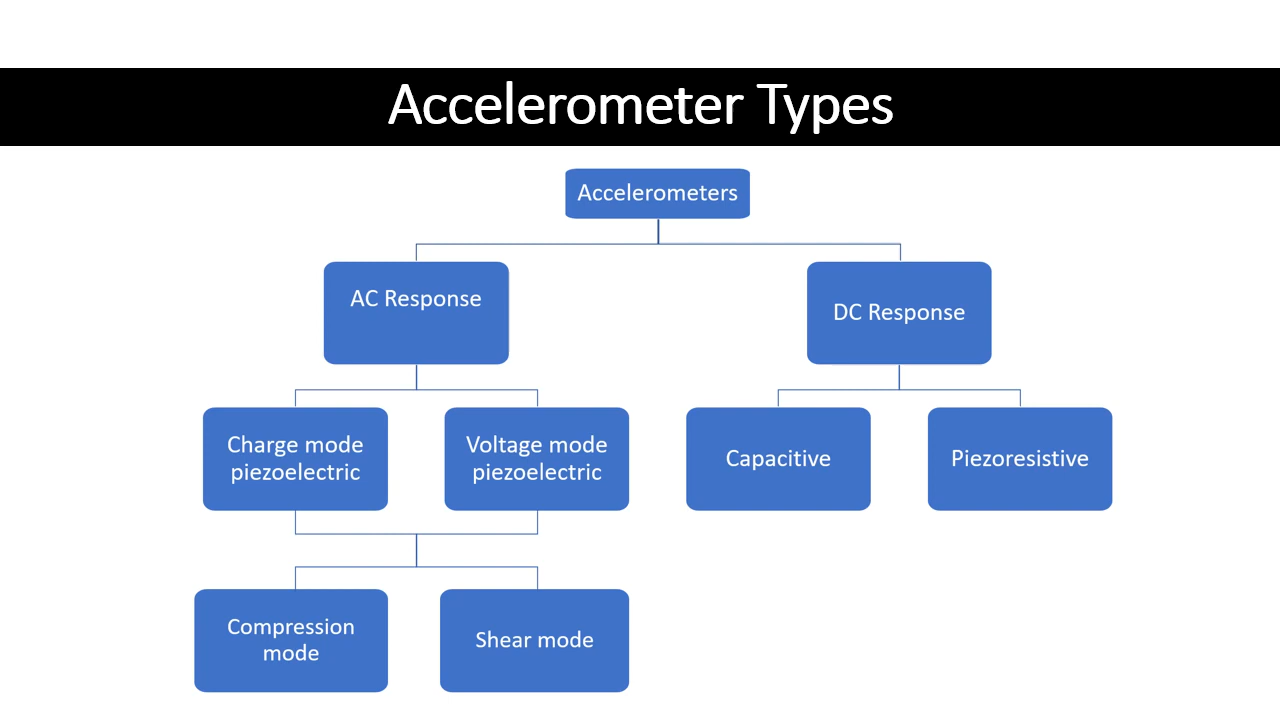 Accelerometer Types
Accelerometers
AC Response
DC Response
Charge mode
piezoelectric
Voltage mode
piezoelectric
Capacitive
Piezoresistive
Compression
mode
Shear mode